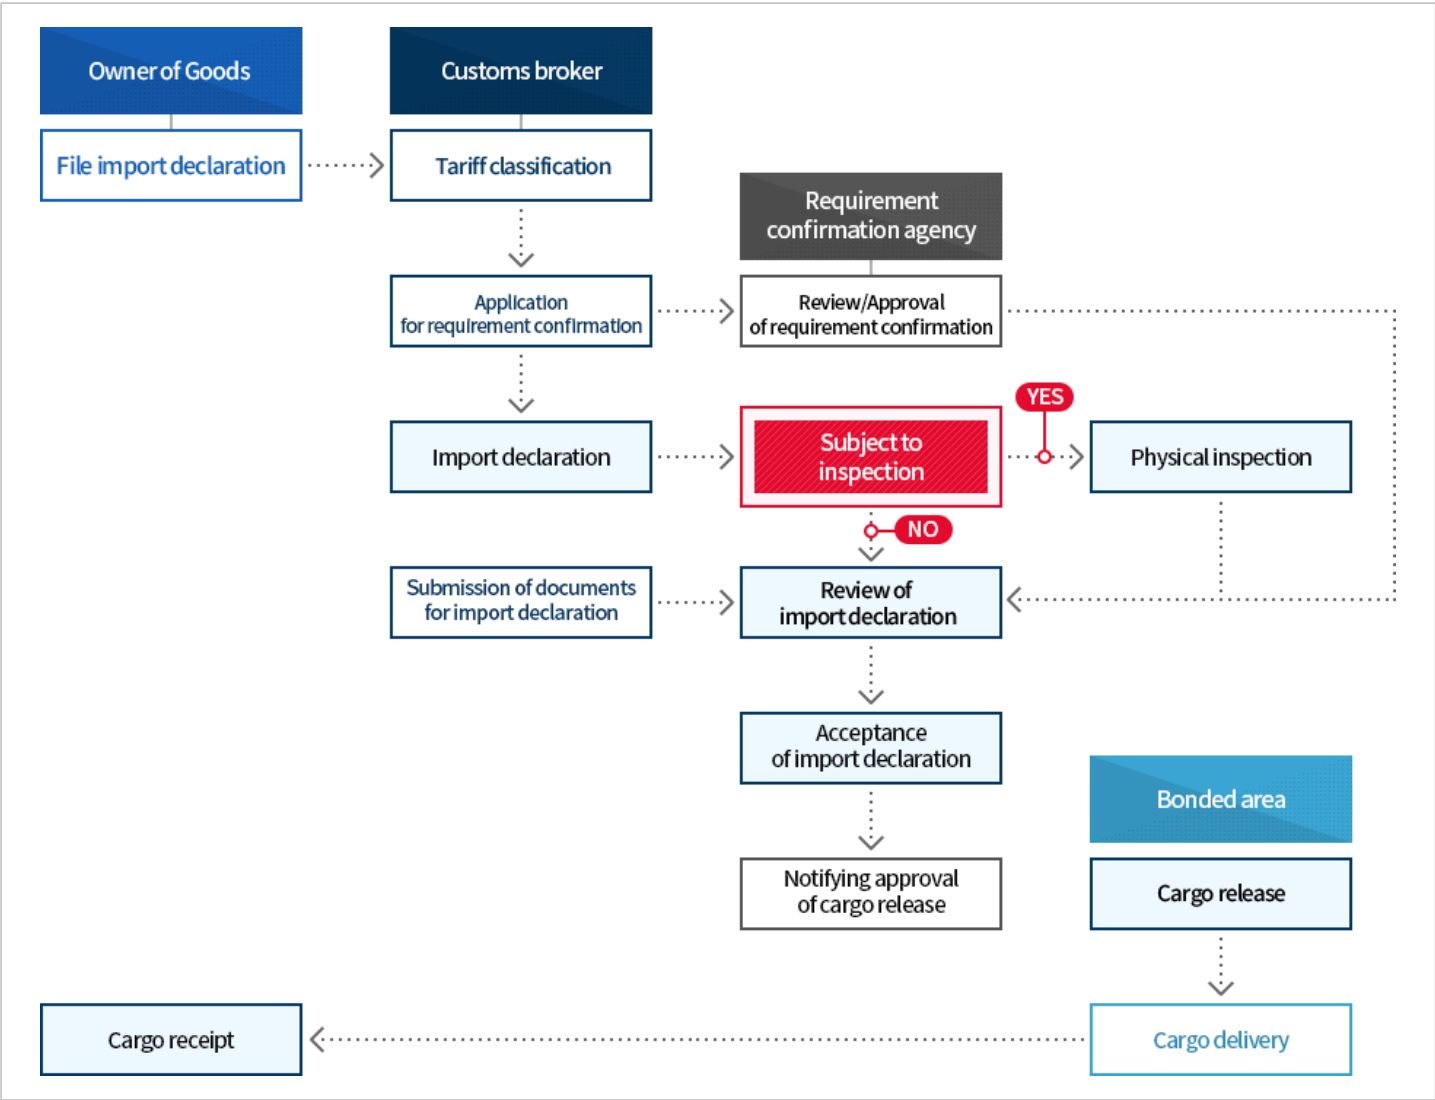 Owner of Goods
Customs broker
File import declaration
Tariff classification
Requirement
confirmation agency
Application
for requirement confirmation
Review/Approval
of requirement confirmation
YES
Import declaration
Subject to
inspection
Physical inspection
NO
Submission of documents
for import declaration
Review of
import declaration
Acceptance
of import declaration
Bonded area
Notifying approval
of cargo release
Cargo release
Cargo receipt
Cargo delivery